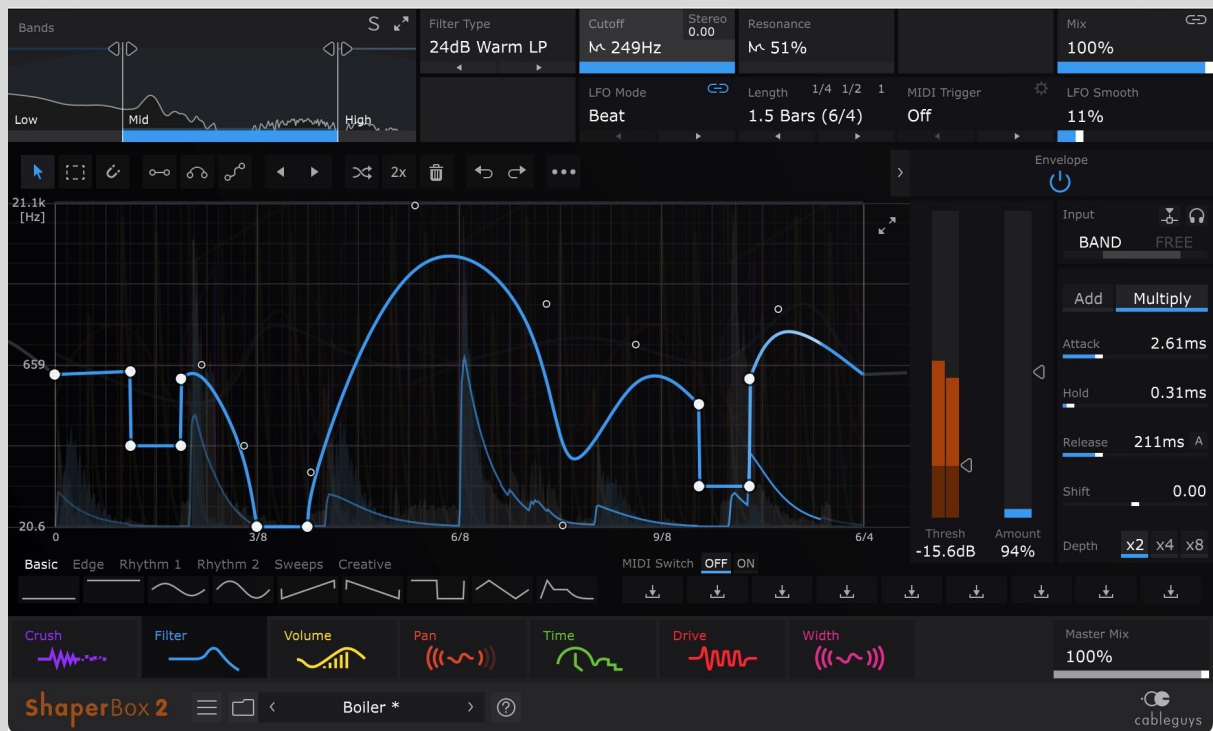 Bands S
Low Mid High
Filter Type
24dB Warm LP
Cutoff Stereo
0.00
249Hz
Resonance
51%
Mix
100%
LFO Mode
Beat
Length 1/4 1/2 1
1.5 Bars (6/4)
MIDI Trigger
Off
LFO Smooth
11%
2x
Envelope
21.1k
[Hz]
659
20.6
0 3/8 6/8 9/8 6/4
Input
BAND FREE
Add Multiply
Attack 2.61ms
Hold 0.31ms
Release 211ms A
Shift 0.00
Depth x2 x4 x8
Thresh Amount
-15.6dB 94%
Basic Edge Rhythm 1 Rhythm 2 Sweeps Creative
MIDI Switch OFF ON
Crush Filter Volume Pan Time Drive Width
Master Mix
100%
ShaperBox 2
Boiler *
?
cableguys